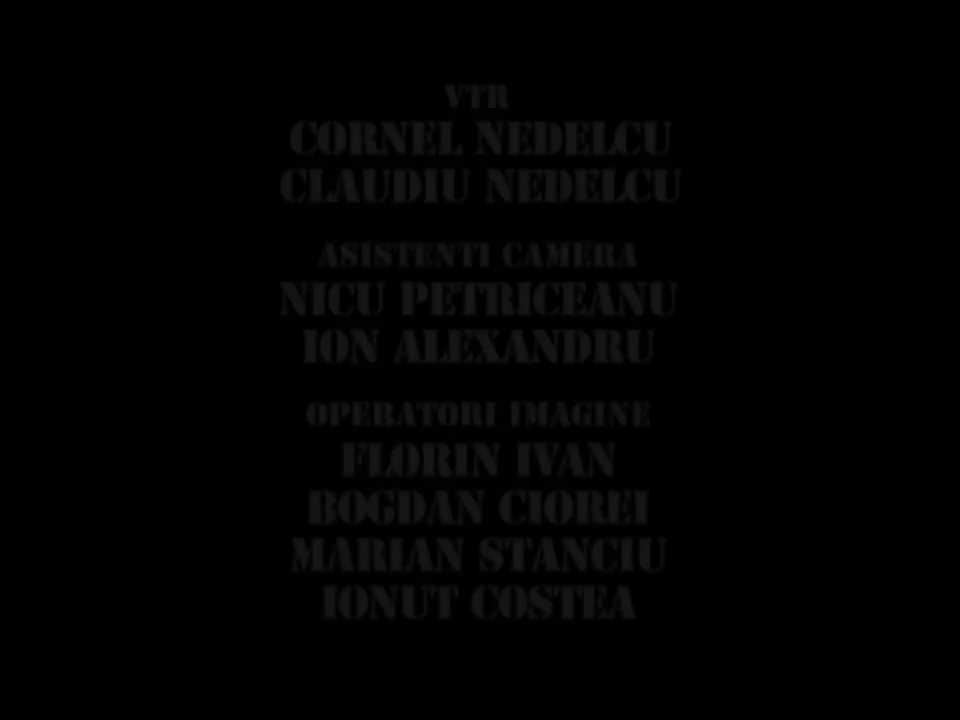 VTR
CORNEL NEDELCU
CLAUDIU NEDELCU
ASISTENTI CAMERA
NICU PETRICEANU
ION ALEXANDRU
OPERATORI IMAGINE
FLORIN IVAN
BOGDAN CIOREI
MARIAN STANCIU
IONUT COSTEA